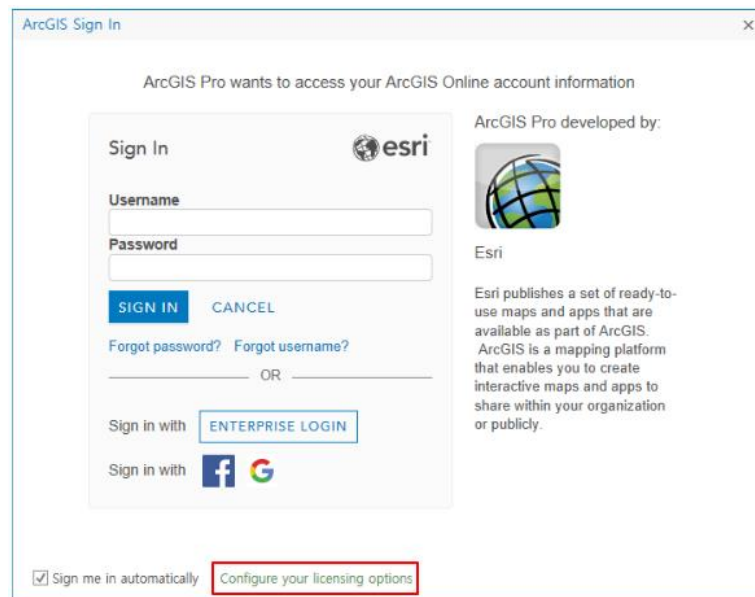 ArcGIS Sign In
ArcGIS Pro wants to access your ArcGIS Online account information
Sign In
esri
Username
Password
SIGN IN CANCEL
Forgot password? Forgot username?
OR
Sign in with ENTERPRISE LOGIN
Sign in with
ArcGIS Pro developed by:
Esri
Esri publishes a set of ready-to-
use maps and apps that are
available as part of ArcGIS.
ArcGIS is a mapping platform
that enables you to create
interactive maps and apps to
share within your organization
or publicly.
Sign me in automatically Configure your licensing options